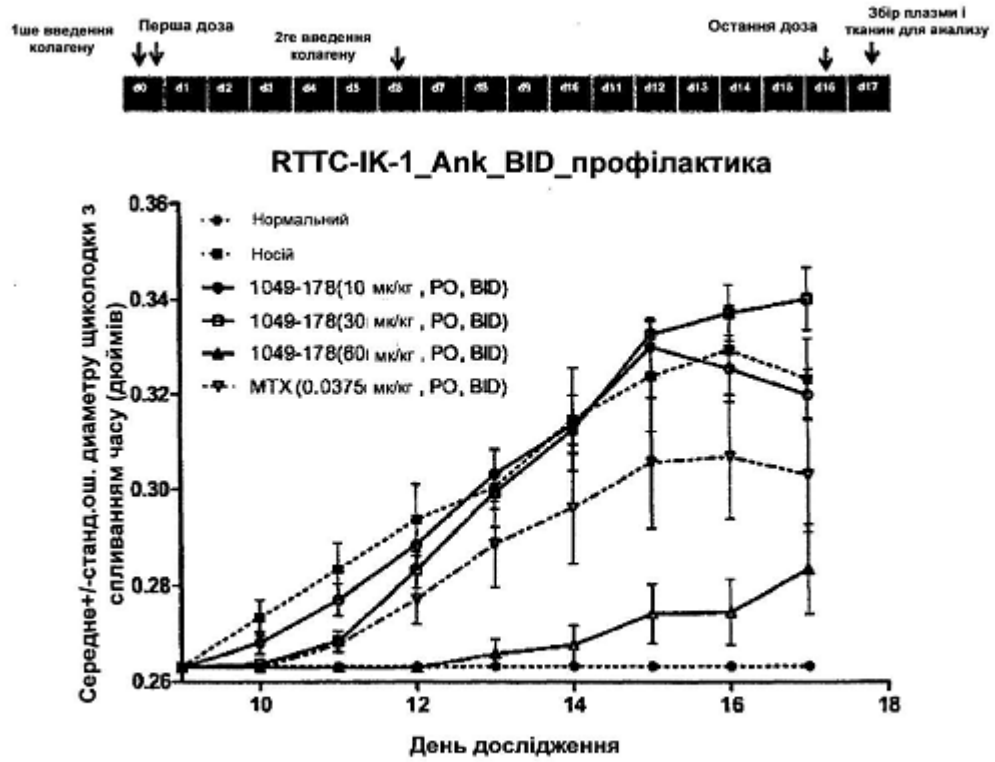 1ше введення
колагену
Перша доза
2ге введення
колагену
Остання доза
Збір плазми і
тканин для анализу
d0 d1 d2 d3 d4 d5 d6 d7 d8 d9 d10 d11 d12 d13 d14 d15 d16 d17
RTTC-IK-1_Ank_BID_профілактика
Середне+/-станд.ош. диаметру щиколодки з
спливанням часу (дюймів)
0.36
0.34
0.32
0.30
0.28
0.26
Нормальний
Носій
1049-178(10 мк/кг , PO, BID)
1049-178(30 мк/кг , PO, BID)
1049-178(60 мк/кг , PO, BID)
MTX (0.0375 мк/кг , PO, BID)
10 12 14 16 18
День дослідження